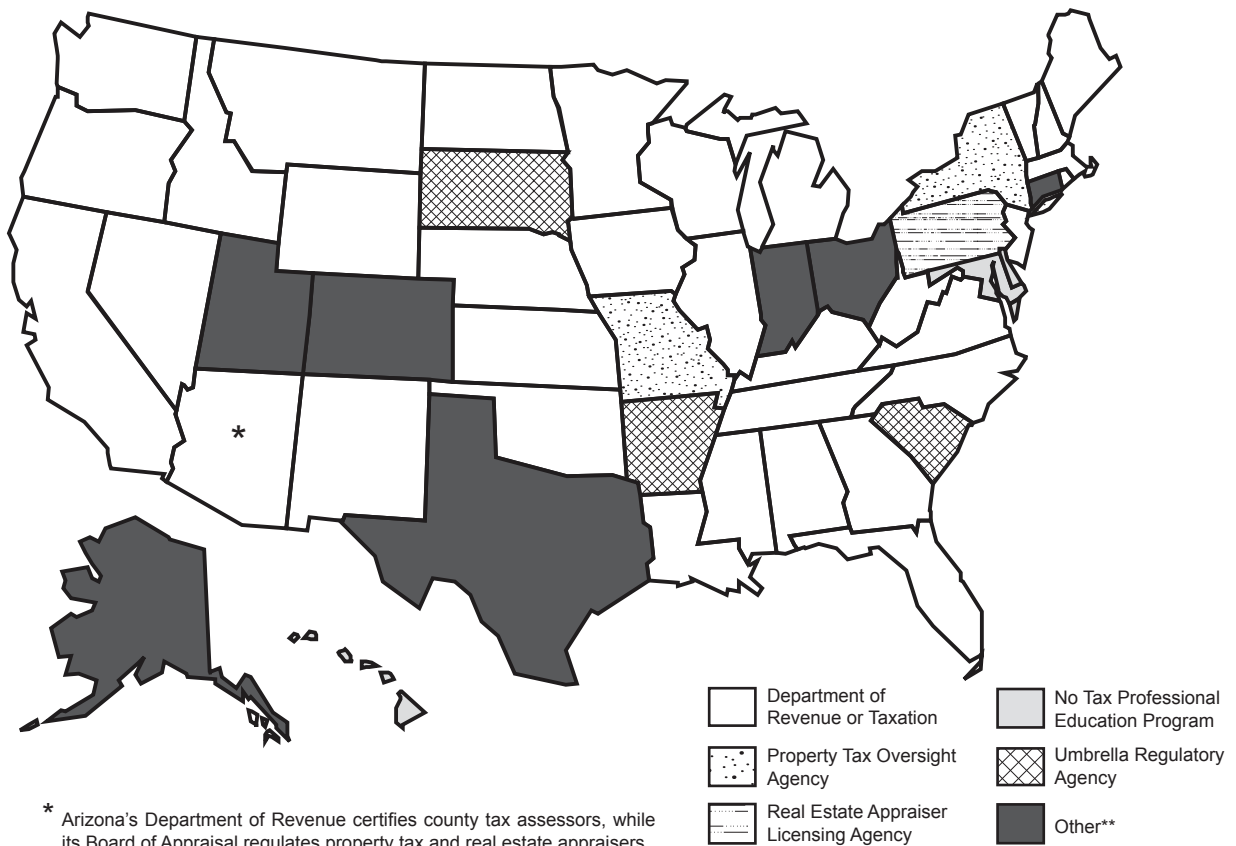 *
Department of
Revenue or Taxation
No Tax Professional
Education Program
Property Tax Oversight
Agency
Umbrella Regulatory
Agency
Real Estate Appraiser
Licensing Agency
Other**
* Arizona's Department of Revenue certifies county tax assessors, while
its Board of Appraisal regulates property tax and real estate appraisers.